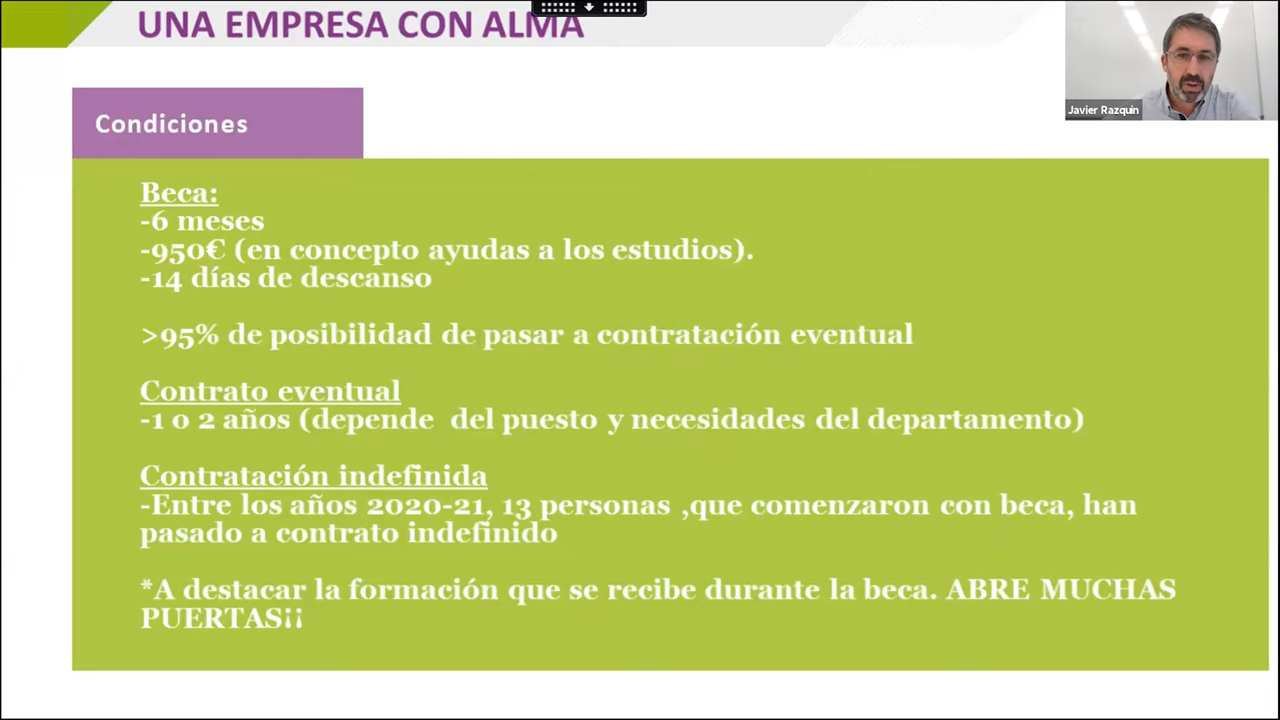 UNA EMPRESA CON ALMA
Javier Razquin
Condiciones
Beca:
-6 meses
-950€ (en concepto ayudas a los estudios).
-14 días de descanso
>95% de posibilidad de pasar a contratación eventual
Contrato eventual
-1 o 2 años (depende  del puesto y necesidades del departamento)
Contratación indefinida
-Entre los años 2020-21, 13 personas ,que comenzaron con beca, han
pasado a contrato indefinido
*A destacar la formación que se recibe durante la beca. ABRE MUCHAS
PUERTAS¡¡